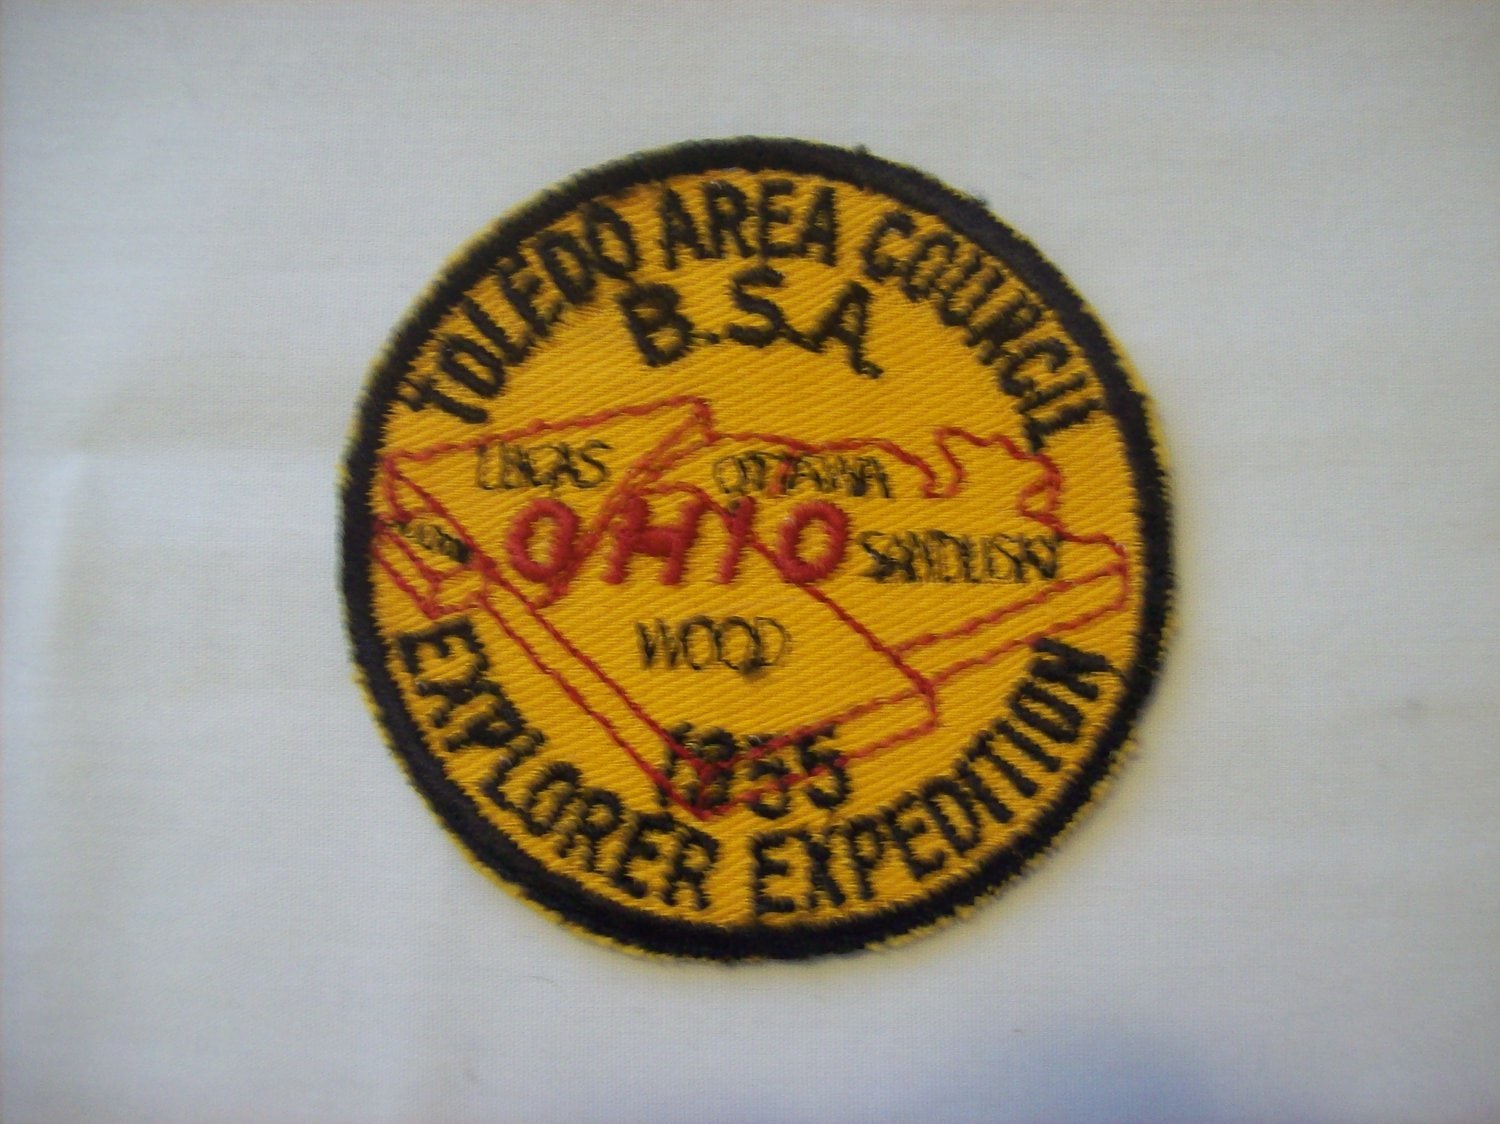 TOLEDO AREA COUNCIL
B.S.A
LUCAS
OTTAWA
OHIO
SANDUSKY
WOOD
1955
EXPLORER EXPEDITION